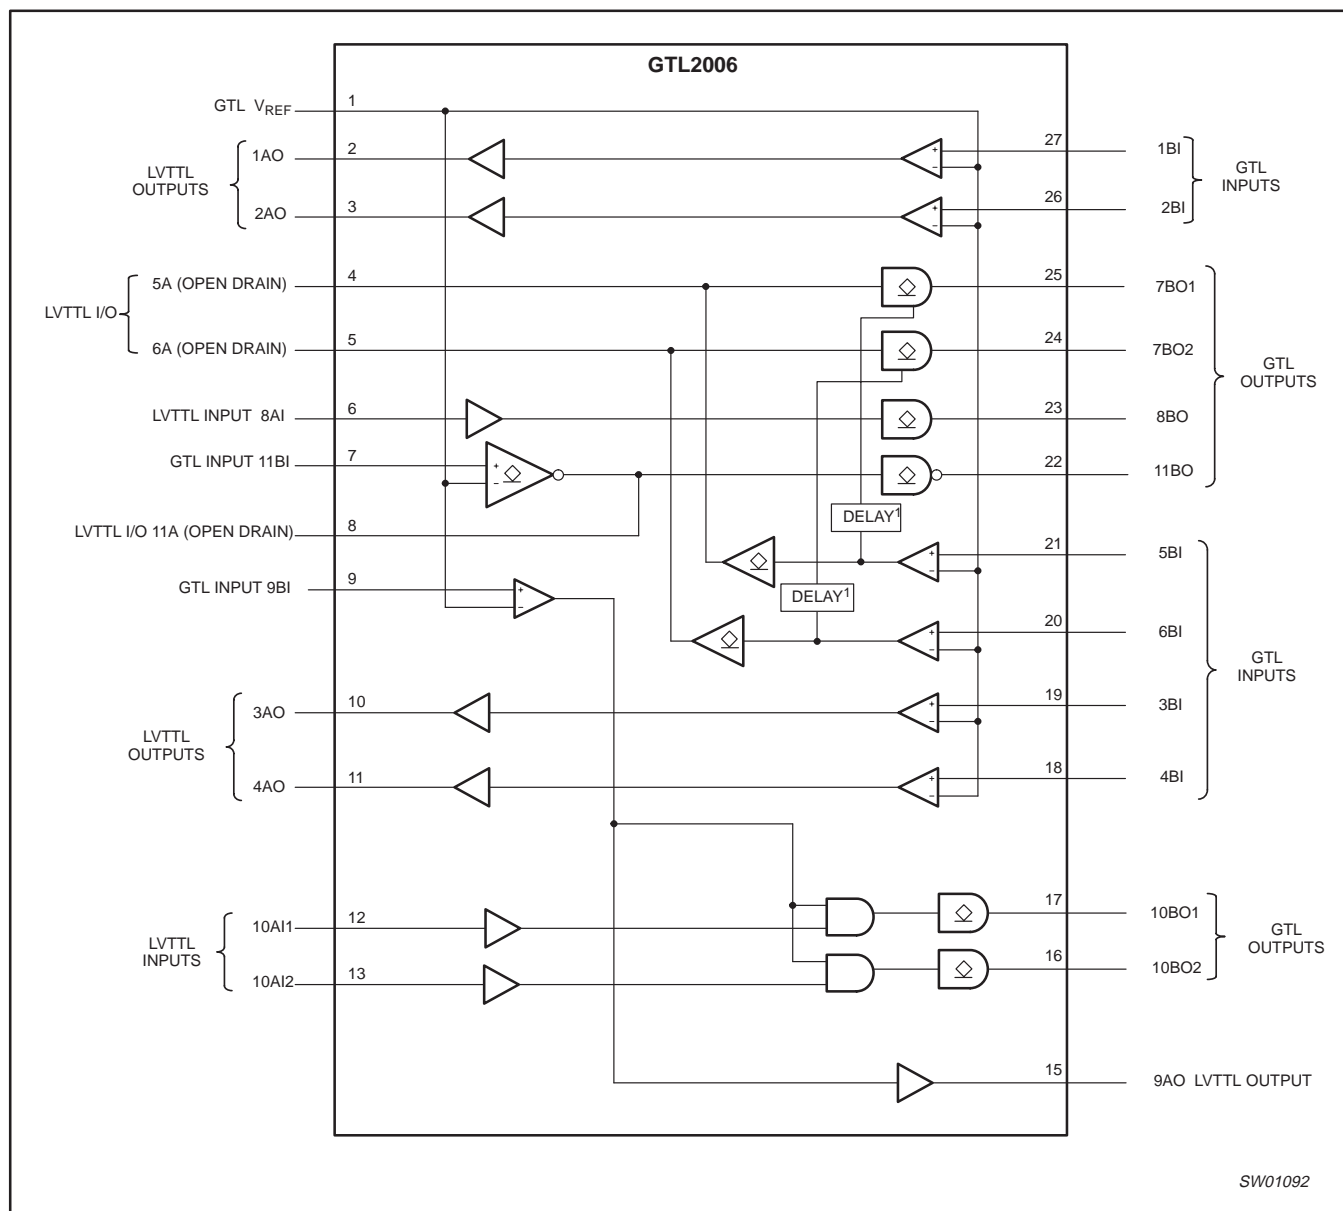 GTL2006
GTL VREF 1
LVTTL OUTPUTS
1AO 2
2AO 3
27 1BI
26 2BI
GTL INPUTS
+
−
+
−
LVTTL I/O
5A (OPEN DRAIN) 4
6A (OPEN DRAIN) 5
25 7BO1
24 7BO2
GTL OUTPUTS
LVTTL INPUT 8AI 6
23 8BO
GTL INPUT 11BI 7
+
−
22 11BO
LVTTL I/O 11A (OPEN DRAIN) 8
DELAY1
21 5BI
+
−
GTL INPUT 9BI 9
+
−
DELAY1
20 6BI
+
−
GTL INPUTS
LVTTL OUTPUTS
3AO 10
19 3BI
+
−
4AO 11
18 4BI
+
−
LVTTL INPUTS
10AI1 12
10AI2 13
17 10BO1
16 10BO2
GTL OUTPUTS
15 9AO LVTTL OUTPUT
SW01092